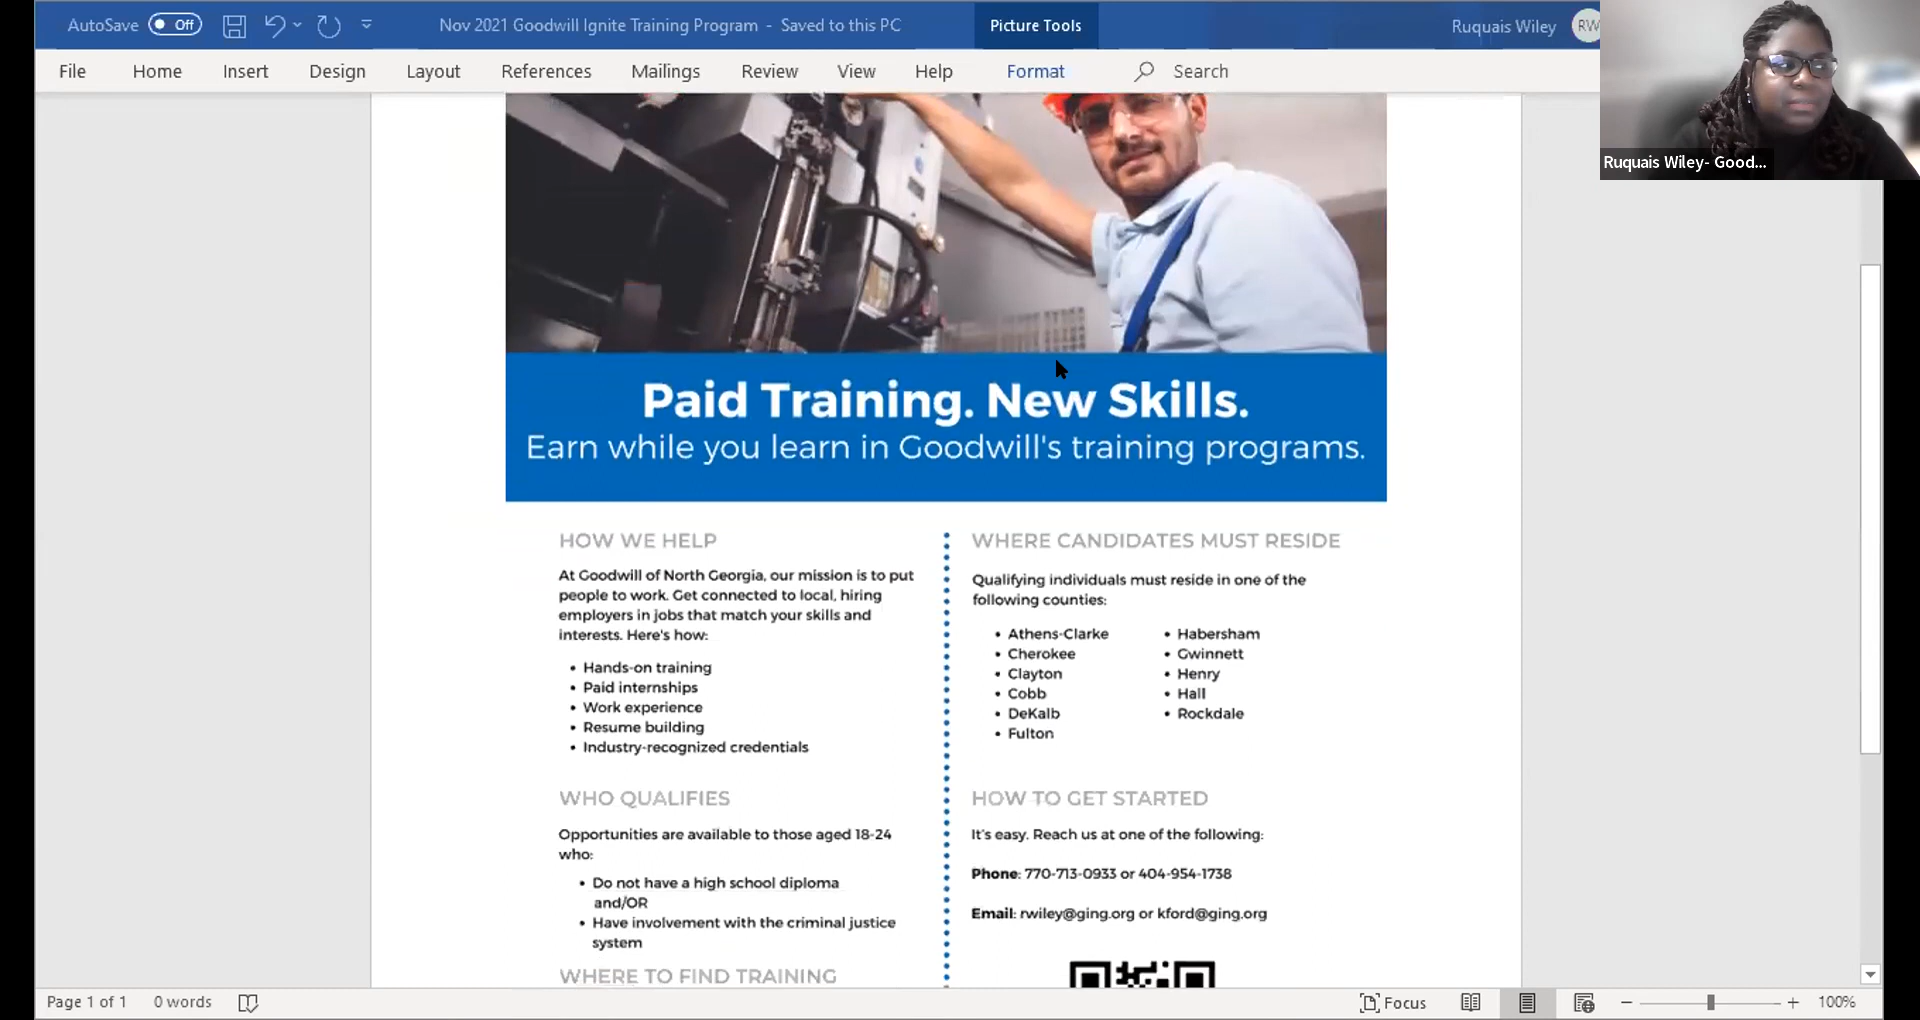 AutoSave Off Nov 2021 Goodwill Ignite Training Program - Saved to this PC Picture Tools Ruquais Wiley RW
File Home Insert Design Layout References Mailings Review View Help Format Search
Ruquais Wiley- Good...
Paid Training. New Skills.
Earn while you learn in Goodwill's training programs.
HOW WE HELP
At Goodwill of North Georgia, our mission is to put
people to work. Get connected to local, hiring
employers in jobs that match your skills and
interests. Here's how:
• Hands-on training
• Paid internships
• Work experience
• Resume building
• Industry-recognized credentials
WHO QUALIFIES
Opportunities are available to those aged 18-24
who:
• Do not have a high school diploma
and/OR
• Have involvement with the criminal justice
system
WHERE TO FIND TRAINING
WHERE CANDIDATES MUST RESIDE
Qualifying individuals must reside in one of the
following counties:
• Athens-Clarke
• Cherokee
• Clayton
• Cobb
• DeKalb
• Fulton
• Habersham
• Gwinnett
• Henry
• Hall
• Rockdale
HOW TO GET STARTED
It's easy. Reach us at one of the following:
Phone: 770-713-0933 or 404-954-1738
Email: rwiley@ging.org or kford@ging.org
Page 1 of 1 0 words Focus 100%